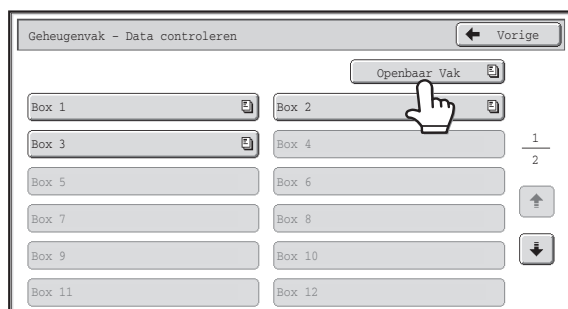 Geheugenvak - Data controleren
Vorige
Openbaar Vak
Box 1
Box 2
Box 3
Box 4
1
2
Box 5
Box 6
Box 7
Box 8
Box 9
Box 10
Box 11
Box 12